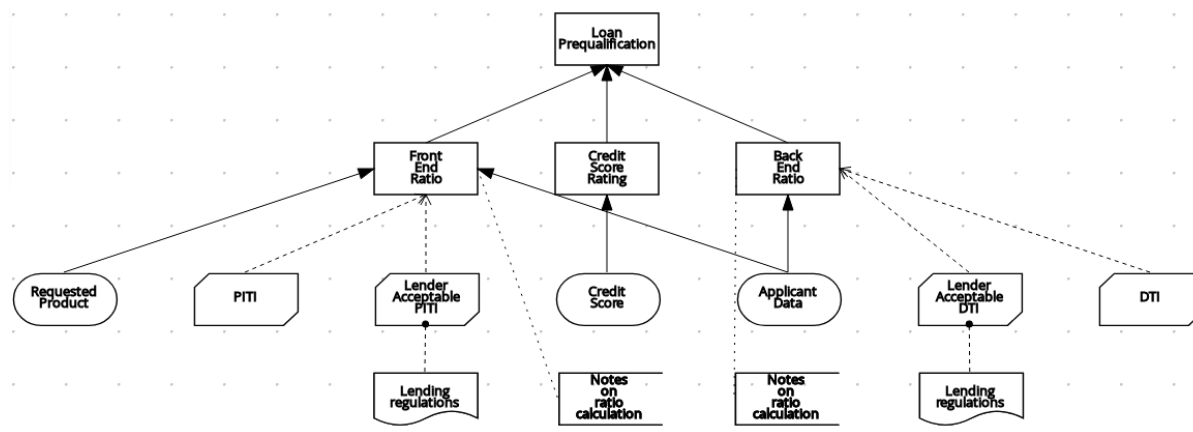 Loan
Prequalification
Front
End
Ratio
Credit
Score
Rating
Back
End
Ratio
Requested
Product
PITI
Lender
Acceptable
PITI
Credit
Score
Applicant
Data
Lender
Acceptable
DTI
DTI
Lending
regulations
Notes
on
ratio
calculation
Notes
on
ratio
calculation
Lending
regulations